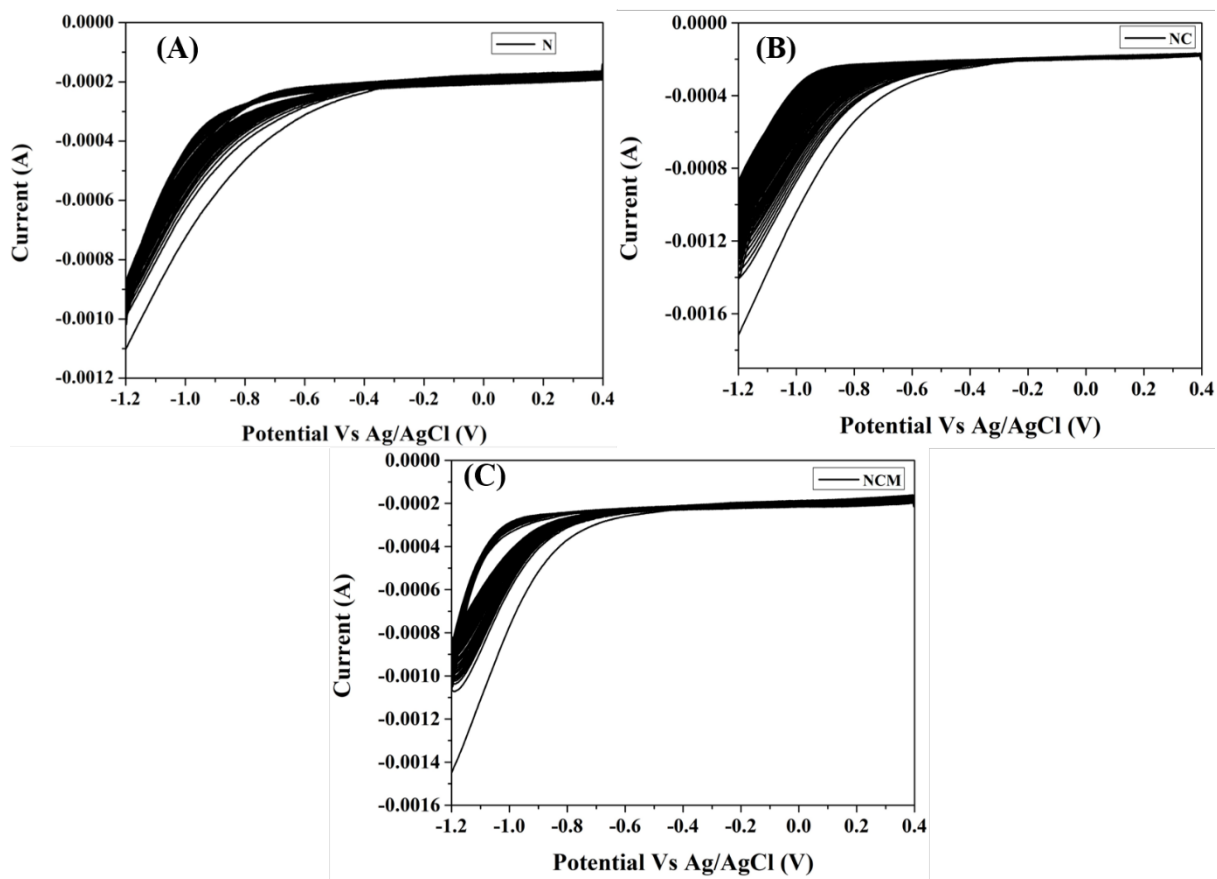 (A)
N
0.0000
-0.0002
-0.0004
-0.0006
-0.0008
-0.0010
-0.0012
Current (A)
-1.2 -1.0 -0.8 -0.6 -0.4 -0.2 0.0 0.2 0.4
Potential Vs Ag/AgCl (V)
(B)
NC
0.0000
-0.0004
-0.0008
-0.0012
-0.0016
Current (A)
-1.2 -1.0 -0.8 -0.6 -0.4 -0.2 0.0 0.2 0.4
Potential Vs Ag/AgCl (V)
(C)
NCM
0.0000
-0.0002
-0.0004
-0.0006
-0.0008
-0.0010
-0.0012
-0.0014
-0.0016
Current (A)
-1.2 -1.0 -0.8 -0.6 -0.4 -0.2 0.0 0.2 0.4
Potential Vs Ag/AgCl (V)